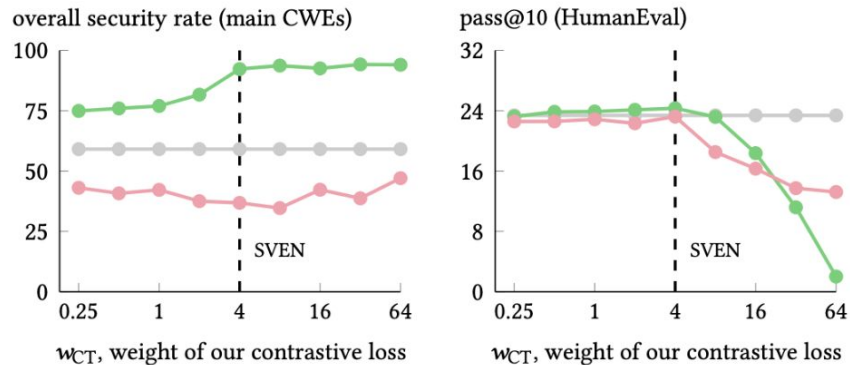 overall security rate (main CWEs)
100
75
50
25
0
SVEN
0.25 1 4 16 64
w_CT, weight of our contrastive loss
pass@10 (HumanEval)
32
24
16
8
0
SVEN
0.25 1 4 16 64
w_CT, weight of our contrastive loss